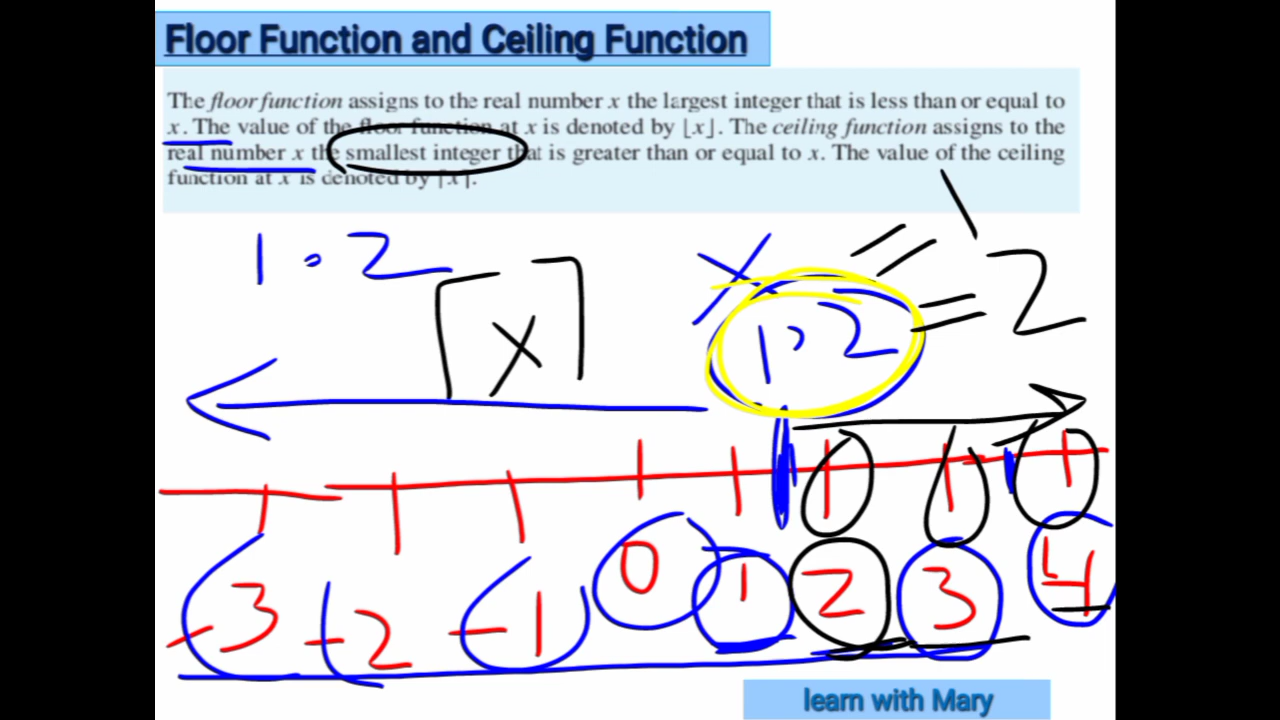 Floor Function and Ceiling Function
The floor function assigns to the real number x the largest integer that is less than or equal to
x. The value of the floor function at x is denoted by ⌊x⌋. The ceiling function assigns to the
real number x the smallest integer that is greater than or equal to x. The value of the ceiling
function at x is denoted by ⌈x⌉.
1.2
⌈x⌉
x = 1
1.2 = 2
-3 -2 -1 0 1 2 3 4
learn with Mary